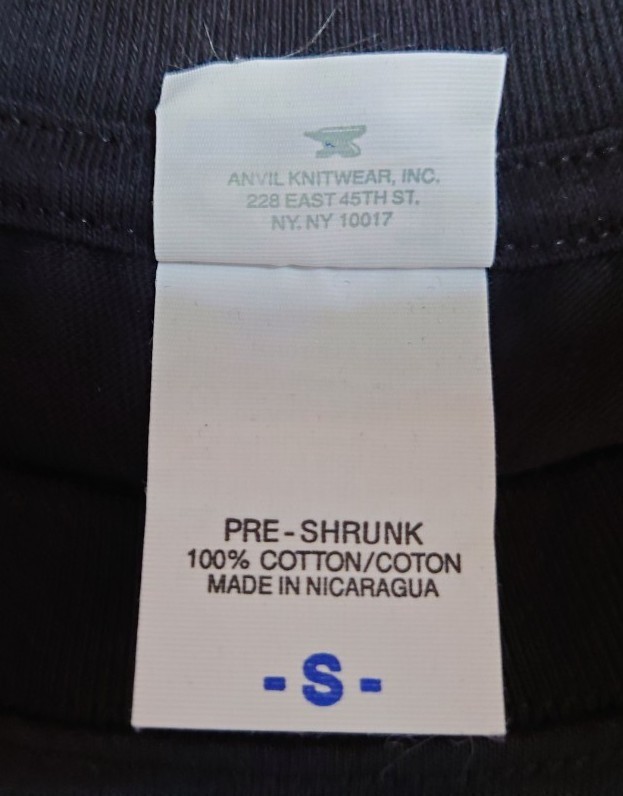 ANVIL KNITWEAR, INC.
228 EAST 45TH ST.
NY. NY 10017
PRE-SHRUNK
100% COTTON/COTON
MADE IN NICARAGUA
- S -